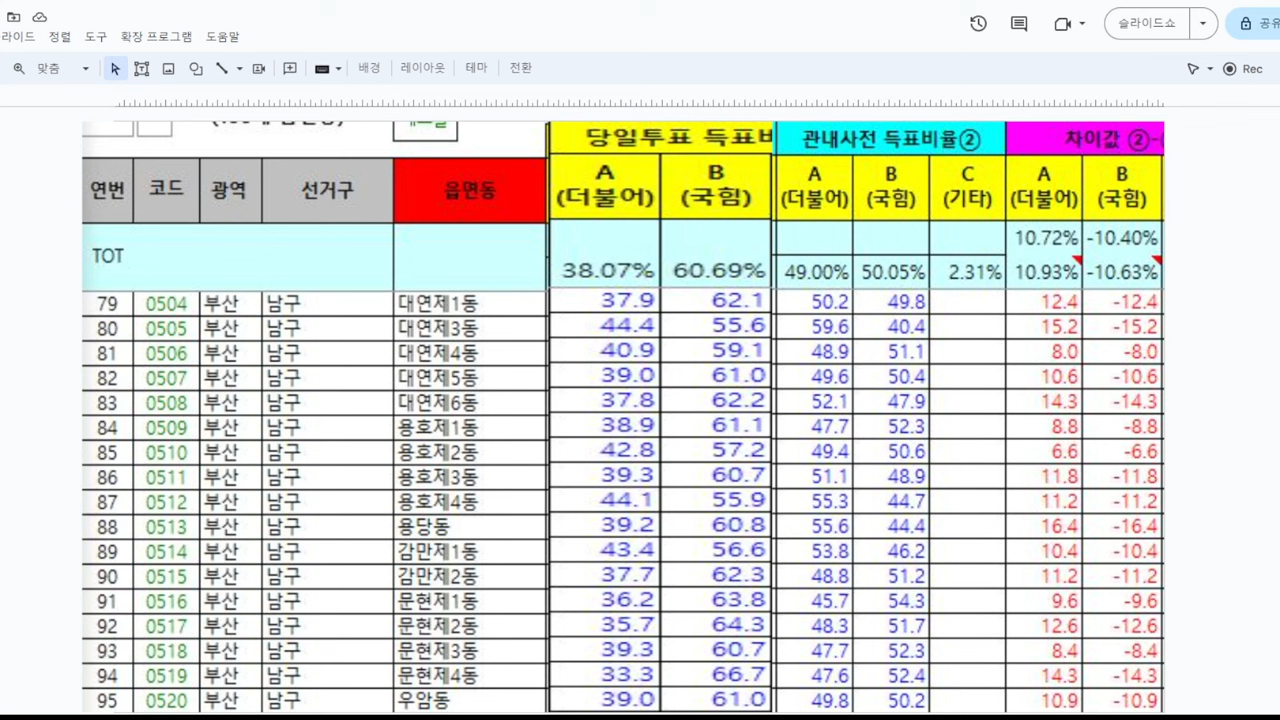 슬라이드쇼
공유
라이드 정렬 도구 확장 프로그램 도움말
맞춤 배경 레이아웃 테마 전환 Rec
당일투표 득표비 관내사전 득표비율② 차이값 ②-
연번 코드 광역 선거구 읍면동 A (더불어) B (국힘) A (더불어) B (국힘) C (기타) A (더불어) B (국힘)
10.72% -10.40%
TOT 38.07% 60.69% 49.00% 50.05% 2.31% 10.93% -10.63%
79 0504 부산 남구 대연제1동 37.9 62.1 50.2 49.8 12.4 -12.4
80 0505 부산 남구 대연제3동 44.4 55.6 59.6 40.4 15.2 -15.2
81 0506 부산 남구 대연제4동 40.9 59.1 48.9 51.1 8.0 -8.0
82 0507 부산 남구 대연제5동 39.0 61.0 49.6 50.4 10.6 -10.6
83 0508 부산 남구 대연제6동 37.8 62.2 52.1 47.9 14.3 -14.3
84 0509 부산 남구 용호제1동 38.9 61.1 47.7 52.3 8.8 -8.8
85 0510 부산 남구 용호제2동 42.8 57.2 49.4 50.6 6.6 -6.6
86 0511 부산 남구 용호제3동 39.3 60.7 51.1 48.9 11.8 -11.8
87 0512 부산 남구 용호제4동 44.1 55.9 55.3 44.7 11.2 -11.2
88 0513 부산 남구 용당동 39.2 60.8 55.6 44.4 16.4 -16.4
89 0514 부산 남구 감만제1동 43.4 56.6 53.8 46.2 10.4 -10.4
90 0515 부산 남구 감만제2동 37.7 62.3 48.8 51.2 11.2 -11.2
91 0516 부산 남구 문현제1동 36.2 63.8 45.7 54.3 9.6 -9.6
92 0517 부산 남구 문현제2동 35.7 64.3 48.3 51.7 12.6 -12.6
93 0518 부산 남구 문현제3동 39.3 60.7 47.7 52.3 8.4 -8.4
94 0519 부산 남구 문현제4동 33.3 66.7 47.6 52.4 14.3 -14.3
95 0520 부산 남구 우암동 39.0 61.0 49.8 50.2 10.9 -10.9